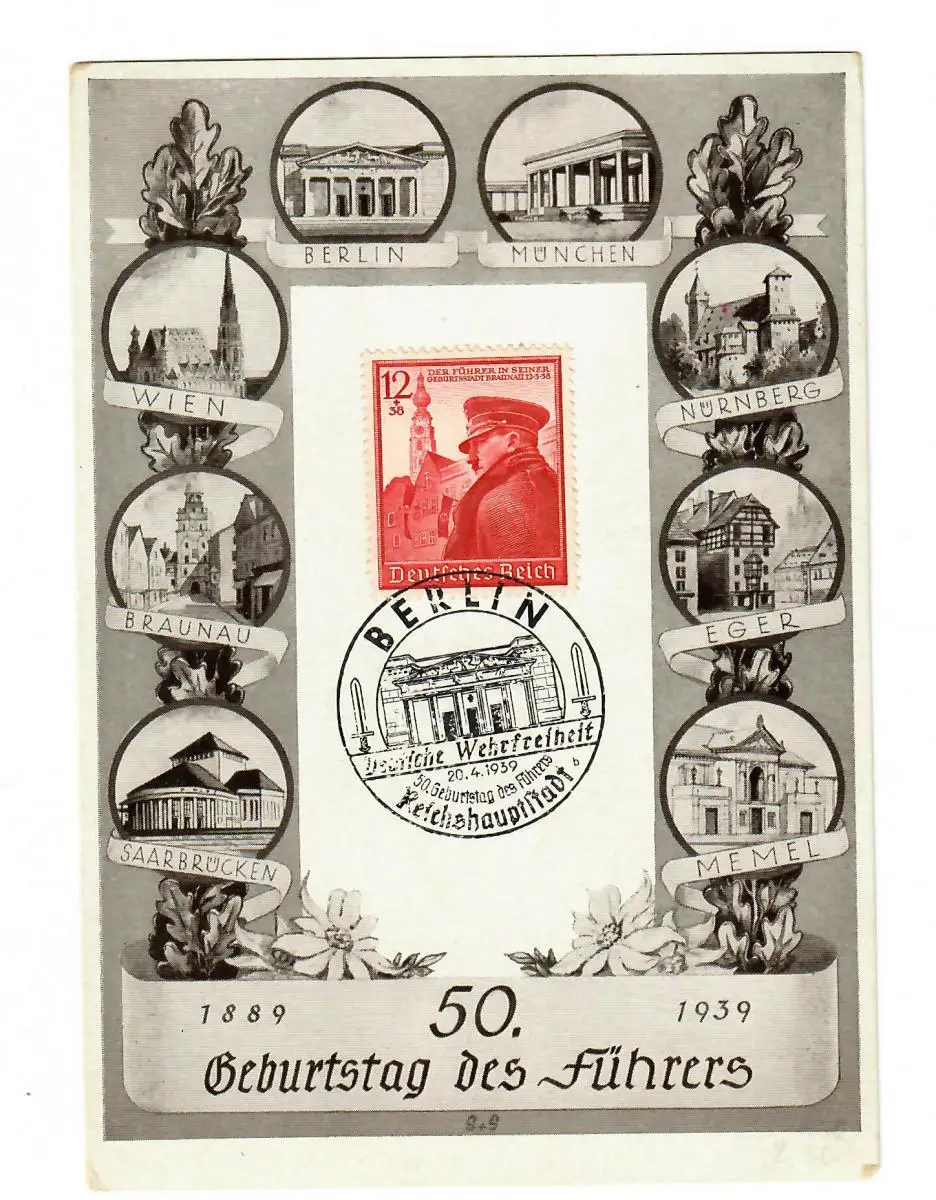 BERLIN
MÜNCHEN
WIEN
NÜRNBERG
12
+
38
DER FÜHRER IN SEINER
GEBURTSSTADT BRAUNAU 12·3·38
Deutsches Reich
BRAUNAU
EGER
BERLIN
Deutsche Wehrfreiheit
20.4.1939
50. Geburtstag des Führers
Reichshauptstadt
b
SAARBRÜCKEN
MEMEL
1889
50.
1939
Geburtstag des Führers